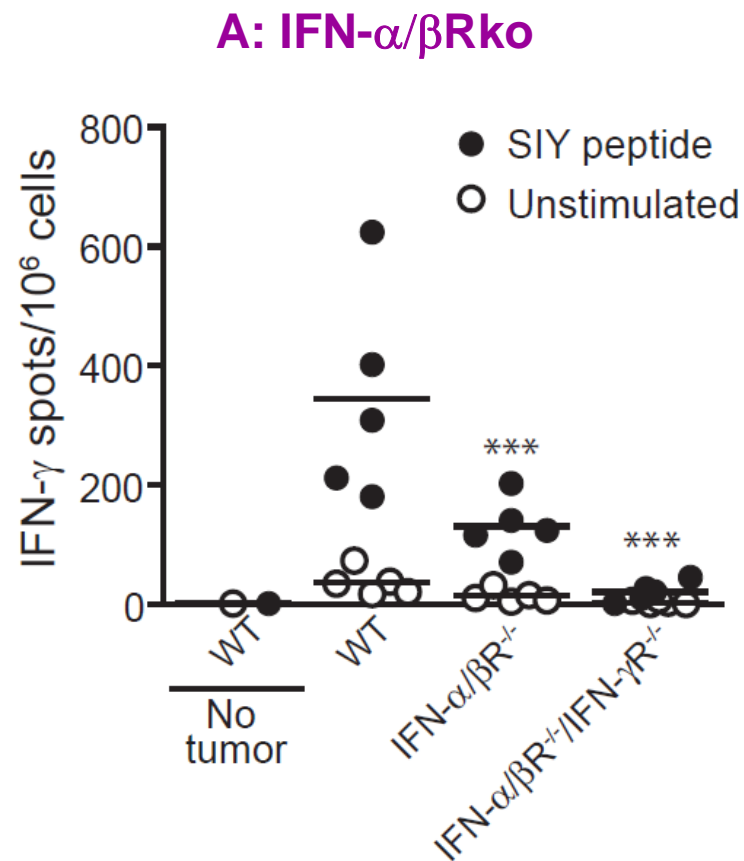 A: IFN-α/βRko
800
600
400
200
0
IFN-γ spots/10⁶ cells
SIY peptide
Unstimulated
***
***
WT
WT
IFN-α/βR⁻/⁻
IFN-α/βR⁻/⁻/IFN-γR⁻/⁻
No
tumor